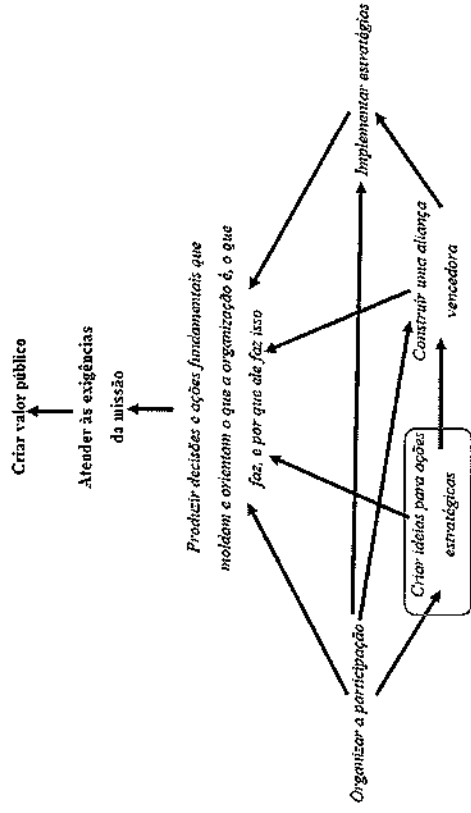 Criar valor público
Atender às exigências
da missão
Produzir decisões e ações fundamentais que
moldam e orientam o que a organização é, o que
faz, e por que ele faz isso
Organizar a participação
Criar ideias para ações
estratégicas
Construir uma aliança
vencedora
Implementar estratégias